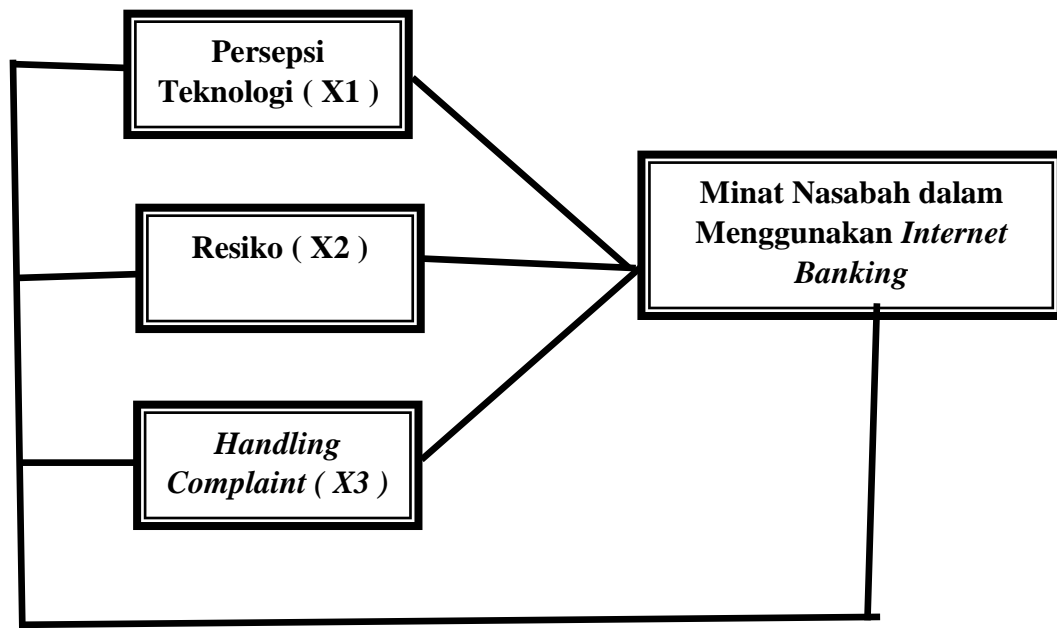 Persepsi
Teknologi ( X1 )
Resiko ( X2 )
Handling
Complaint ( X3 )
Minat Nasabah dalam
Menggunakan Internet
Banking